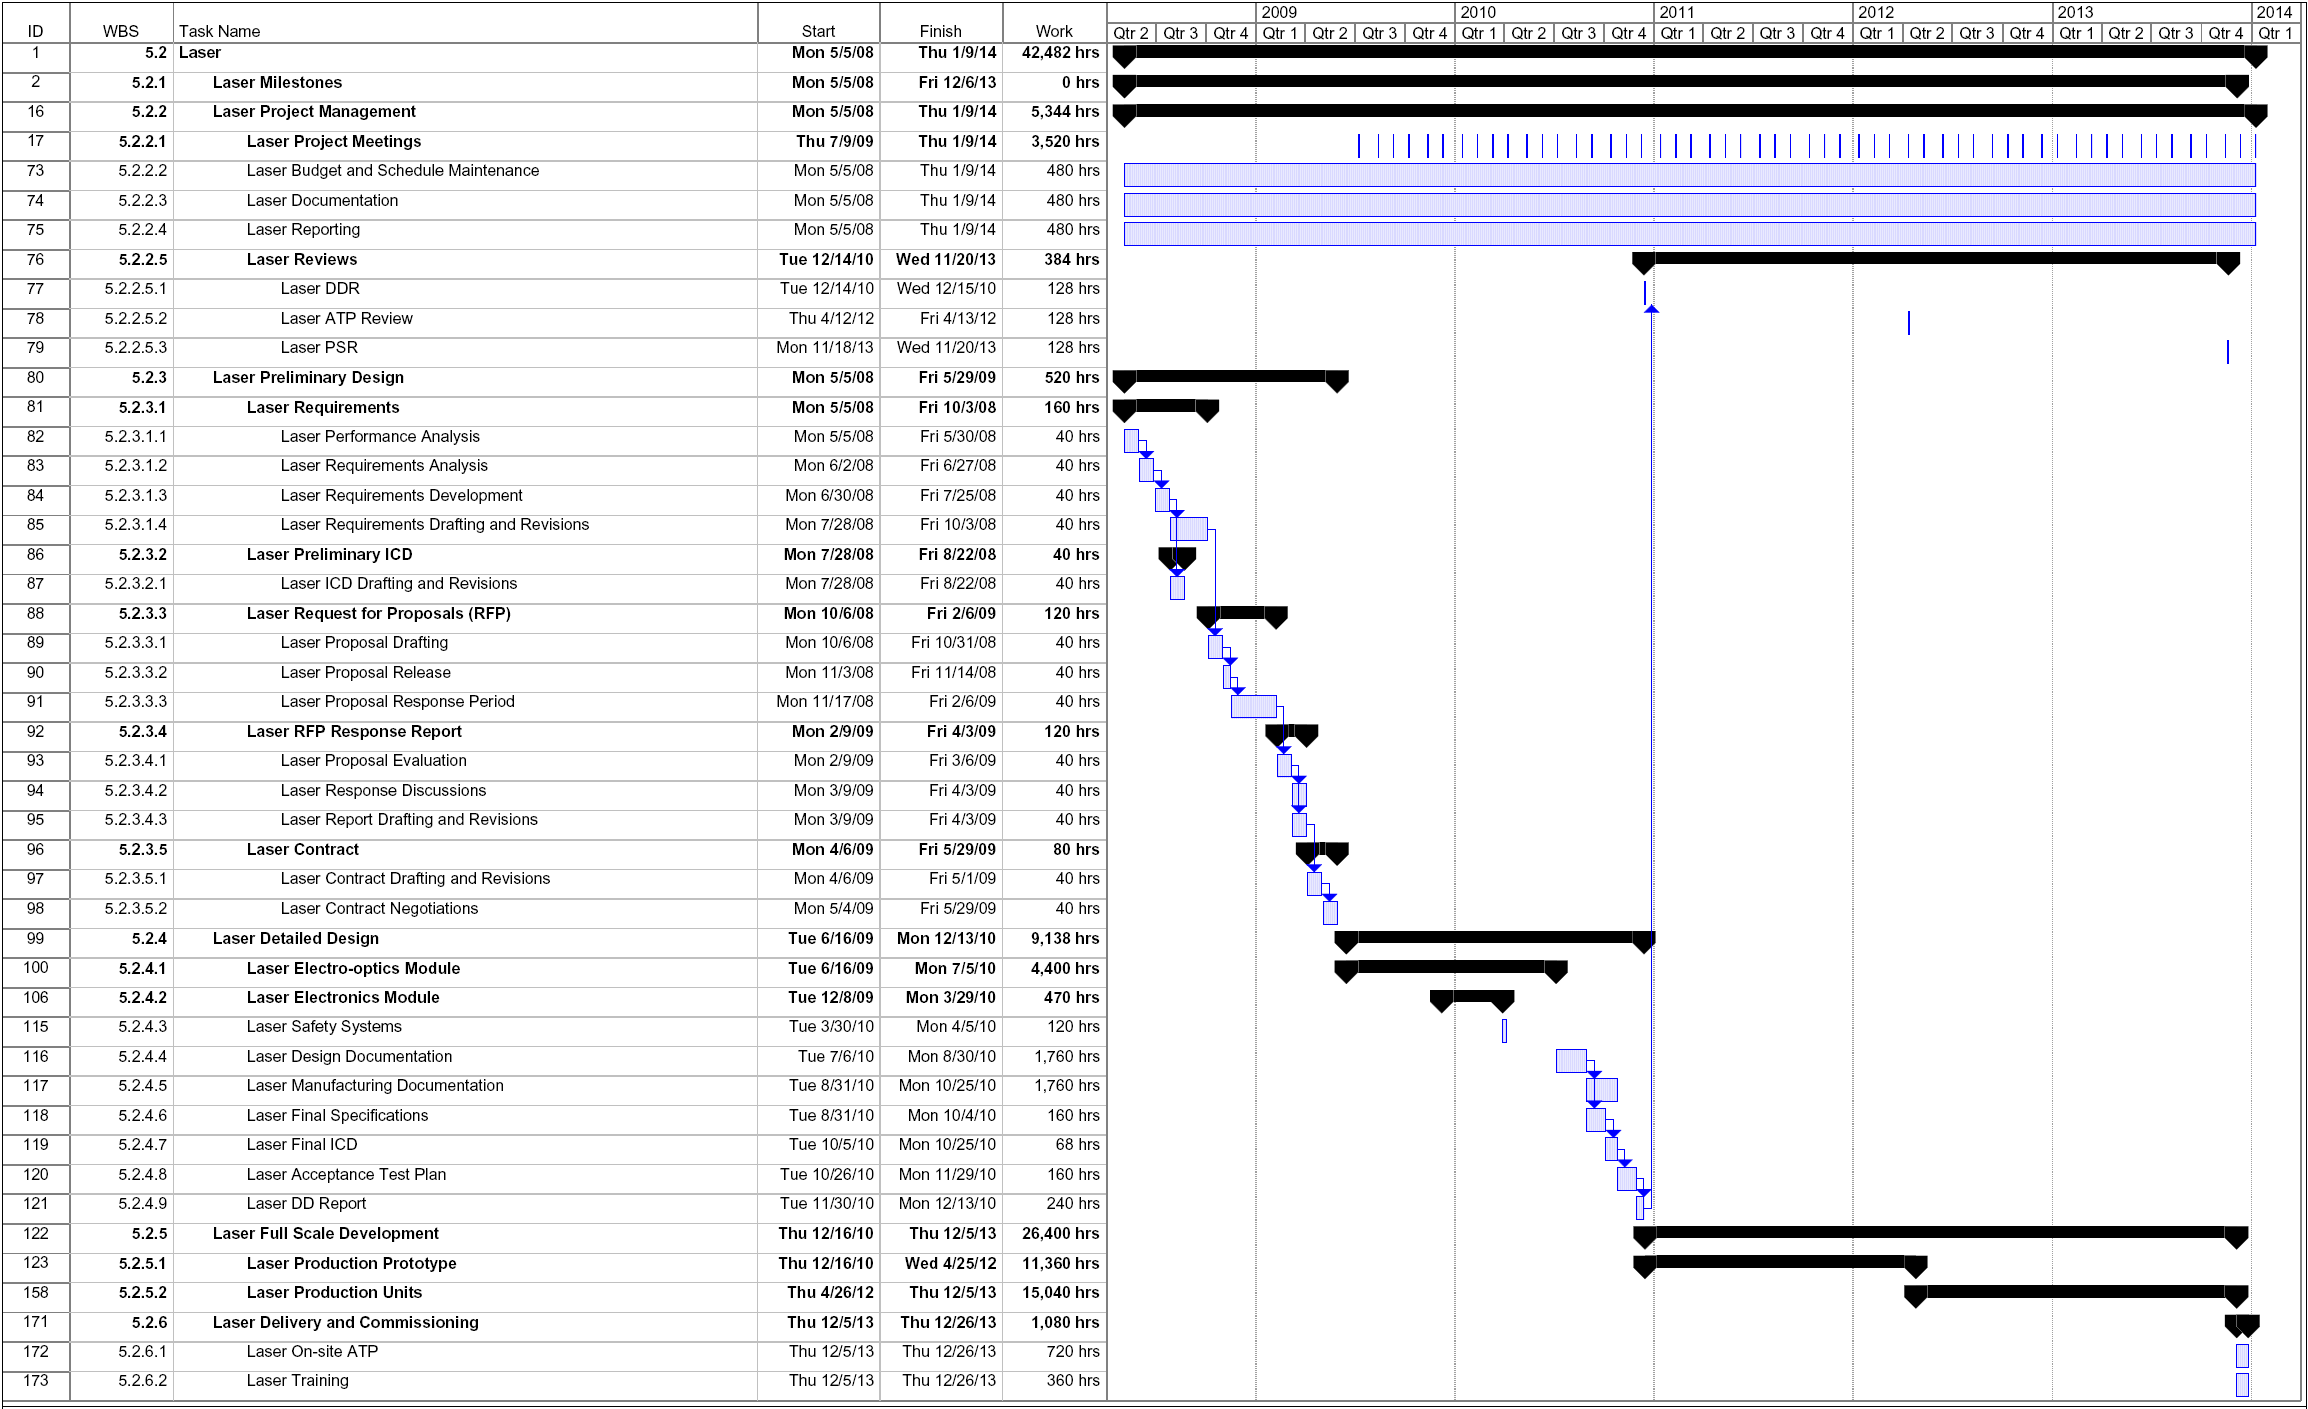 2009 2010 2011 2012 2013 2014
ID WBS Task Name Start Finish Work Qtr 2 Qtr 3 Qtr 4 Qtr 1 Qtr 2 Qtr 3 Qtr 4 Qtr 1 Qtr 2 Qtr 3 Qtr 4 Qtr 1 Qtr 2 Qtr 3 Qtr 4 Qtr 1 Qtr 2 Qtr 3 Qtr 4 Qtr 1 Qtr 2 Qtr 3 Qtr 4 Qtr 1
1 5.2 Laser Mon 5/5/08 Thu 1/9/14 42,482 hrs
2 5.2.1 Laser Milestones Mon 5/5/08 Fri 12/6/13 0 hrs
16 5.2.2 Laser Project Management Mon 5/5/08 Thu 1/9/14 5,344 hrs
17 5.2.2.1 Laser Project Meetings Thu 7/9/09 Thu 1/9/14 3,520 hrs
73 5.2.2.2 Laser Budget and Schedule Maintenance Mon 5/5/08 Thu 1/9/14 480 hrs
74 5.2.2.3 Laser Documentation Mon 5/5/08 Thu 1/9/14 480 hrs
75 5.2.2.4 Laser Reporting Mon 5/5/08 Thu 1/9/14 480 hrs
76 5.2.2.5 Laser Reviews Tue 12/14/10 Wed 11/20/13 384 hrs
77 5.2.2.5.1 Laser DDR Tue 12/14/10 Wed 12/15/10 128 hrs
78 5.2.2.5.2 Laser ATP Review Thu 4/12/12 Fri 4/13/12 128 hrs
79 5.2.2.5.3 Laser PSR Mon 11/18/13 Wed 11/20/13 128 hrs
80 5.2.3 Laser Preliminary Design Mon 5/5/08 Fri 5/29/09 520 hrs
81 5.2.3.1 Laser Requirements Mon 5/5/08 Fri 10/3/08 160 hrs
82 5.2.3.1.1 Laser Performance Analysis Mon 5/5/08 Fri 5/30/08 40 hrs
83 5.2.3.1.2 Laser Requirements Analysis Mon 6/2/08 Fri 6/27/08 40 hrs
84 5.2.3.1.3 Laser Requirements Development Mon 6/30/08 Fri 7/25/08 40 hrs
85 5.2.3.1.4 Laser Requirements Drafting and Revisions Mon 7/28/08 Fri 10/3/08 40 hrs
86 5.2.3.2 Laser Preliminary ICD Mon 7/28/08 Fri 8/22/08 40 hrs
87 5.2.3.2.1 Laser ICD Drafting and Revisions Mon 7/28/08 Fri 8/22/08 40 hrs
88 5.2.3.3 Laser Request for Proposals (RFP) Mon 10/6/08 Fri 2/6/09 120 hrs
89 5.2.3.3.1 Laser Proposal Drafting Mon 10/6/08 Fri 10/31/08 40 hrs
90 5.2.3.3.2 Laser Proposal Release Mon 11/3/08 Fri 11/14/08 40 hrs
91 5.2.3.3.3 Laser Proposal Response Period Mon 11/17/08 Fri 2/6/09 40 hrs
92 5.2.3.4 Laser RFP Response Report Mon 2/9/09 Fri 4/3/09 120 hrs
93 5.2.3.4.1 Laser Proposal Evaluation Mon 2/9/09 Fri 3/6/09 40 hrs
94 5.2.3.4.2 Laser Response Discussions Mon 3/9/09 Fri 4/3/09 40 hrs
95 5.2.3.4.3 Laser Report Drafting and Revisions Mon 3/9/09 Fri 4/3/09 40 hrs
96 5.2.3.5 Laser Contract Mon 4/6/09 Fri 5/29/09 80 hrs
97 5.2.3.5.1 Laser Contract Drafting and Revisions Mon 4/6/09 Fri 5/1/09 40 hrs
98 5.2.3.5.2 Laser Contract Negotiations Mon 5/4/09 Fri 5/29/09 40 hrs
99 5.2.4 Laser Detailed Design Tue 6/16/09 Mon 12/13/10 9,138 hrs
100 5.2.4.1 Laser Electro-optics Module Tue 6/16/09 Mon 7/5/10 4,400 hrs
106 5.2.4.2 Laser Electronics Module Tue 12/8/09 Mon 3/29/10 470 hrs
115 5.2.4.3 Laser Safety Systems Tue 3/30/10 Mon 4/5/10 120 hrs
116 5.2.4.4 Laser Design Documentation Tue 7/6/10 Mon 8/30/10 1,760 hrs
117 5.2.4.5 Laser Manufacturing Documentation Tue 8/31/10 Mon 10/25/10 1,760 hrs
118 5.2.4.6 Laser Final Specifications Tue 8/31/10 Mon 10/4/10 160 hrs
119 5.2.4.7 Laser Final ICD Tue 10/5/10 Mon 10/25/10 68 hrs
120 5.2.4.8 Laser Acceptance Test Plan Tue 10/26/10 Mon 11/29/10 160 hrs
121 5.2.4.9 Laser DD Report Tue 11/30/10 Mon 12/13/10 240 hrs
122 5.2.5 Laser Full Scale Development Thu 12/16/10 Thu 12/5/13 26,400 hrs
123 5.2.5.1 Laser Production Prototype Thu 12/16/10 Wed 4/25/12 11,360 hrs
158 5.2.5.2 Laser Production Units Thu 4/26/12 Thu 12/5/13 15,040 hrs
171 5.2.6 Laser Delivery and Commissioning Thu 12/5/13 Thu 12/26/13 1,080 hrs
172 5.2.6.1 Laser On-site ATP Thu 12/5/13 Thu 12/26/13 720 hrs
173 5.2.6.2 Laser Training Thu 12/5/13 Thu 12/26/13 360 hrs